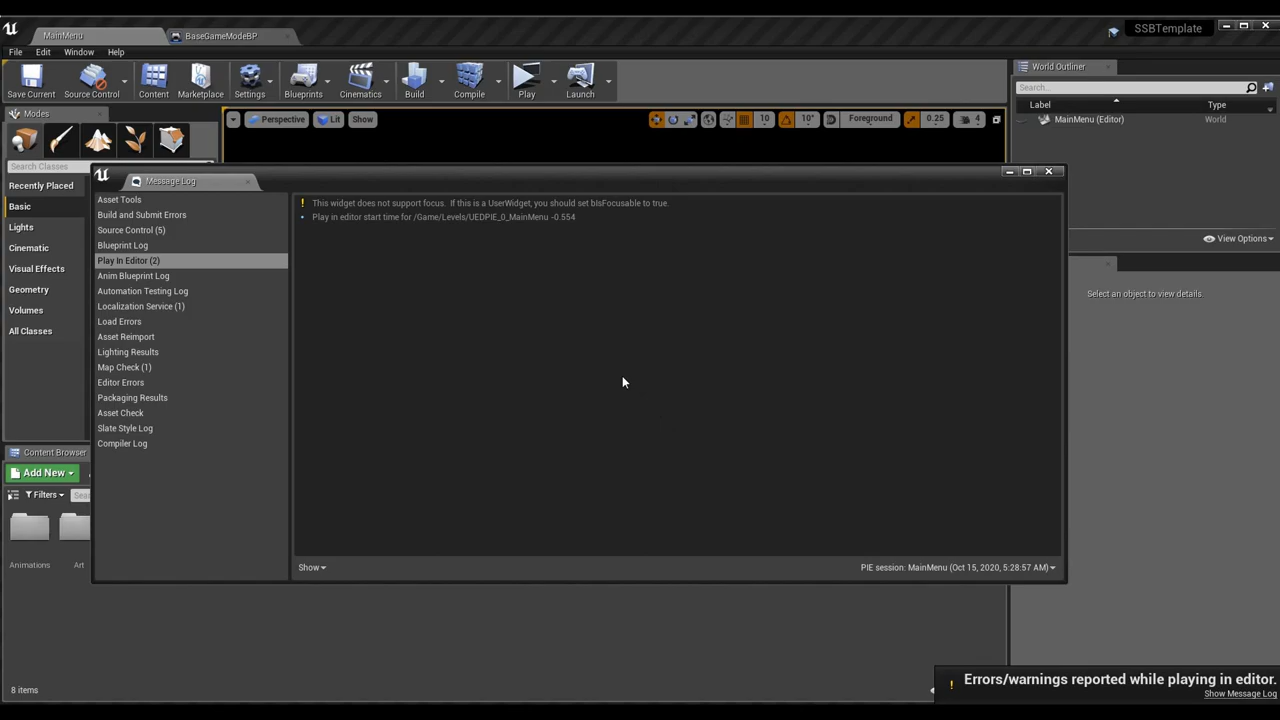 MainMenu
BaseGameModeBP
SSBTemplate
File Edit Window Help
Save Current
Source Control
Content
Marketplace
Settings
Blueprints
Cinematics
Build
Compile
Play
Launch
World Outliner
Search...
Label Type
MainMenu (Editor) World
View Options
Select an object to view details.
Modes
Search Classes
Recently Placed
Basic
Lights
Cinematic
Visual Effects
Geometry
Volumes
All Classes
Perspective Lit Show
10 10° Foreground 0.25 4
Message Log
Asset Tools
Build and Submit Errors
Source Control (5)
Blueprint Log
Play In Editor (2)
Anim Blueprint Log
Automation Testing Log
Localization Service (1)
Load Errors
Asset Reimport
Lighting Results
Map Check (1)
Editor Errors
Packaging Results
Asset Check
Slate Style Log
Compiler Log
This widget does not support focus. If this is a UserWidget, you should set bIsFocusable to true.
Play in editor start time for /Game/Levels/UEDPIE_0_MainMenu -0.554
Show
PIE session: MainMenu (Oct 15, 2020, 5:28:57 AM)
Content Browser
Add New
Filters
Animations
Art
8 items
Errors/warnings reported while playing in editor.
Show Message Log